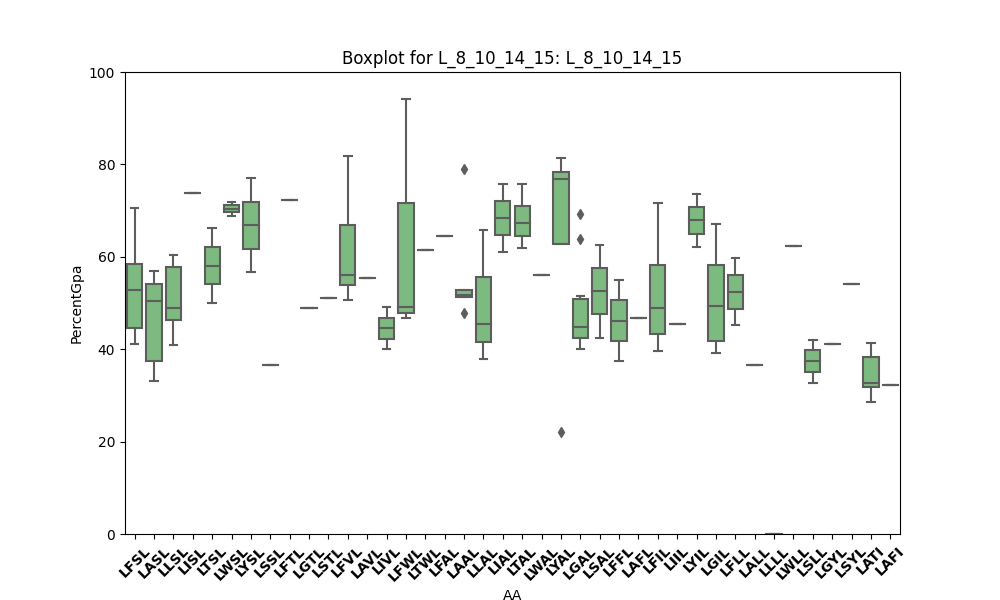 Boxplot for L_8_10_14_15: L_8_10_14_15
100
80
60
40
20
0
PercentGpa
LFSL LASL LLSL LISL LTSL LWSL LYSL LSSL LFTL LGTL LSTL LFVL LAVL LIVL LFWL LTWL LFAL LAAL LLAL LIAL LTAL LWAL LYAL LGAL LSAL LFFL LAFL LFIL LIIL LYIL LGIL LFLL LALL LLLL LWLL LSLL LGYL LSYL LATI LAFI
AA